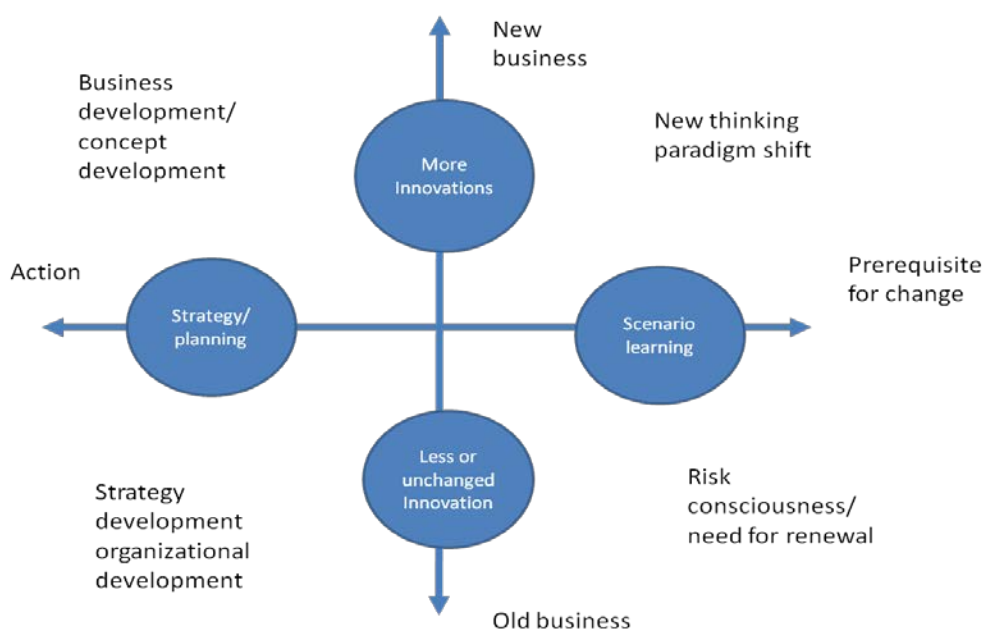 New
business
Business
development/
concept
development
New thinking
paradigm shift
More
Innovations
Action
Prerequisite
for change
Strategy/
planning
Scenario
learning
Less or
unchanged
Innovation
Strategy
development
organizational
development
Risk
consciousness/
need for renewal
Old business